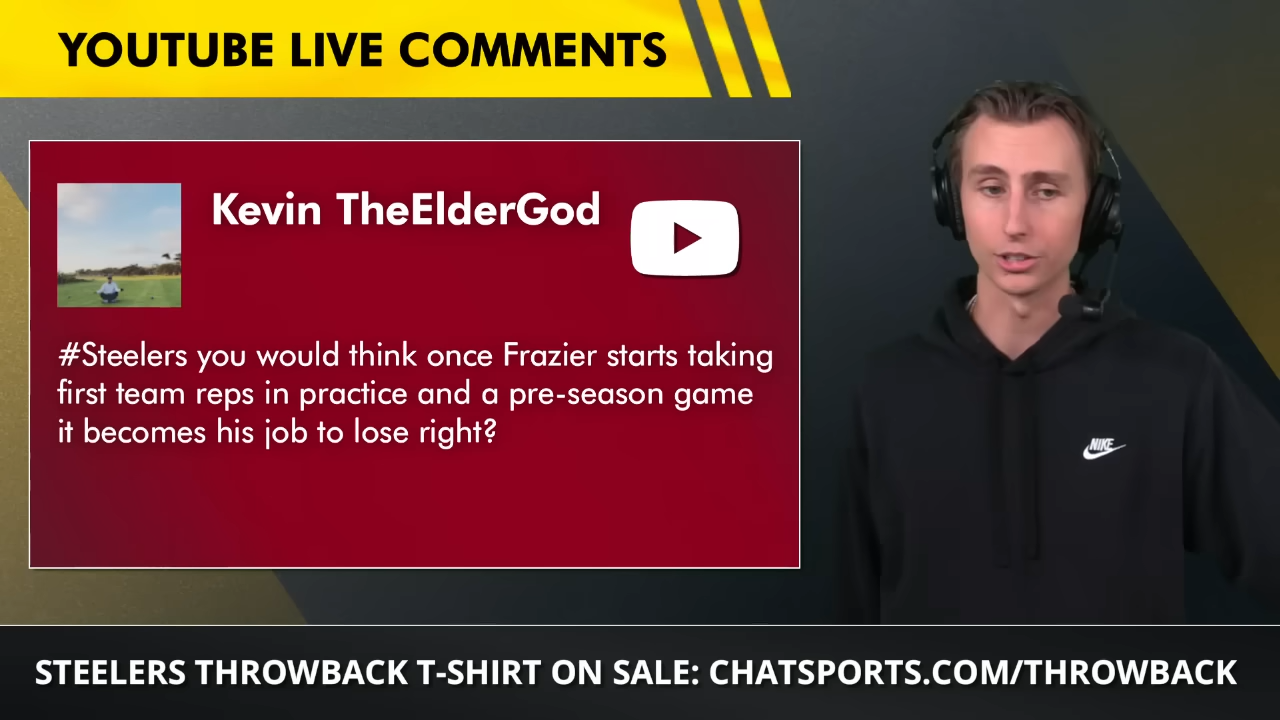 YOUTUBE LIVE COMMENTS
Kevin TheElderGod
#Steelers you would think once Frazier starts taking
first team reps in practice and a pre-season game
it becomes his job to lose right?
NIKE
STEELERS THROWBACK T-SHIRT ON SALE: CHATSPORTS.COM/THROWBACK